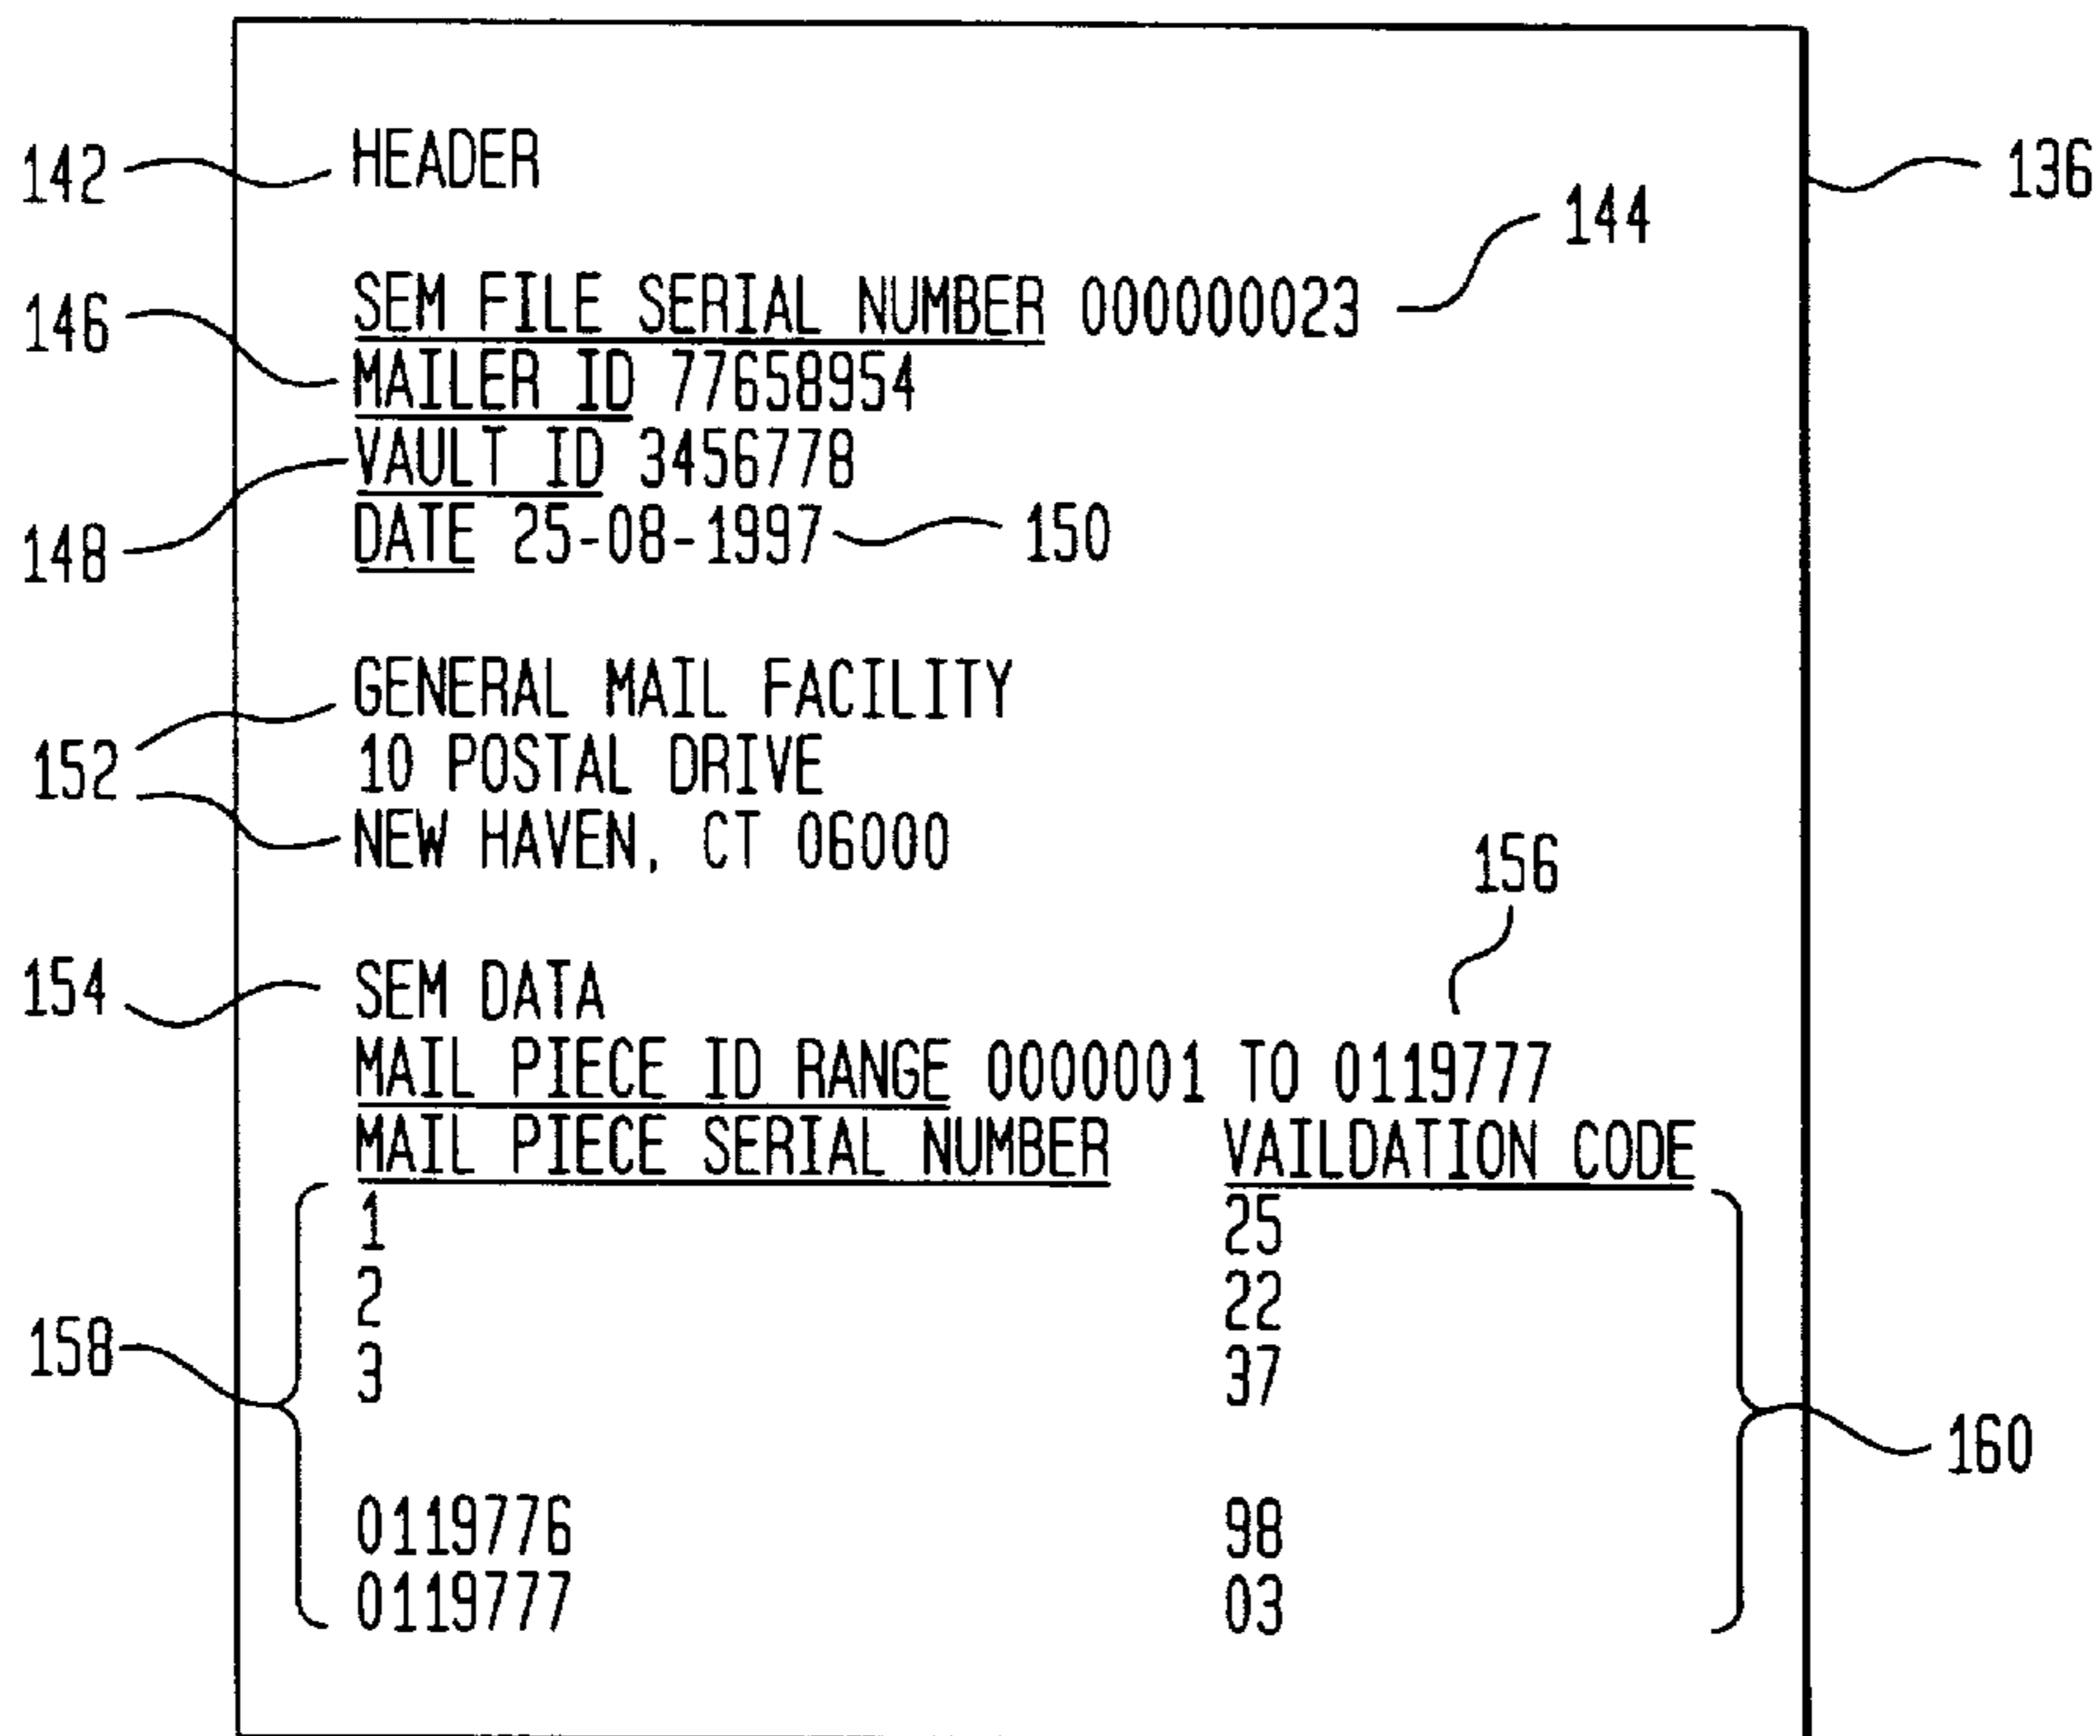 142 HEADER 136
144
146 SEM FILE SERIAL NUMBER 000000023
MAILER ID 77658954
VAULT ID 3456778
148 DATE 25-08-1997 150
GENERAL MAIL FACILITY
152 10 POSTAL DRIVE
NEW HAVEN, CT 06000
156
154 SEM DATA
MAIL PIECE ID RANGE 0000001 TO 0119777
MAIL PIECE SERIAL NUMBER VAILDATION CODE
1 25
2 22
158 3 37
160
0119776 98
0119777 03